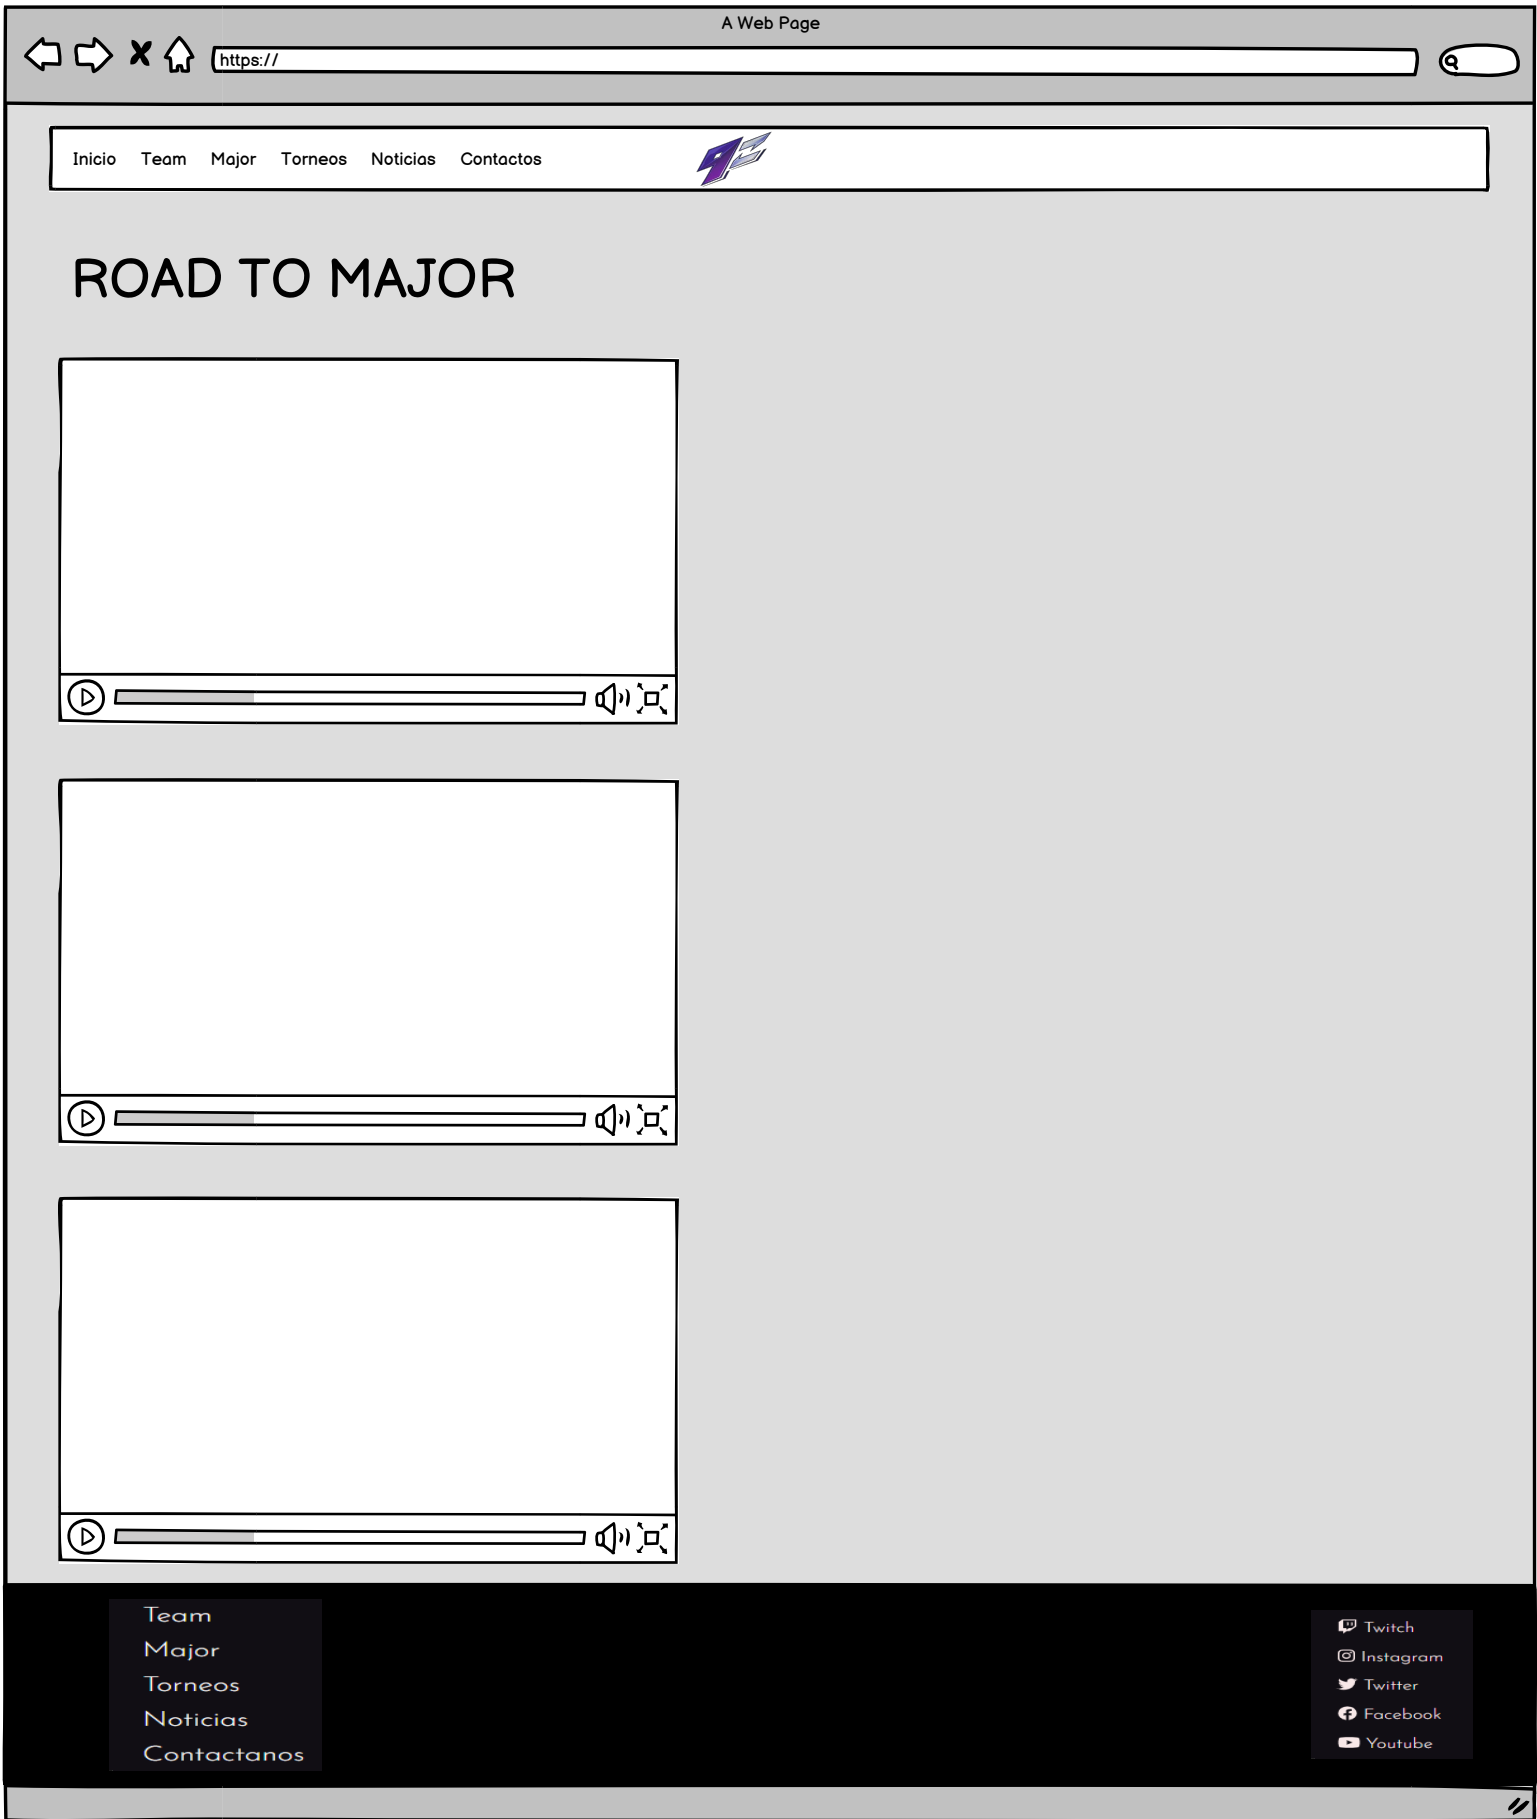 A Web Page
https://
Inicio Team Major Torneos Noticias Contactos
ROAD TO MAJOR
Team
Major
Torneos
Noticias
Contactanos
Twitch
Instagram
Twitter
Facebook
Youtube